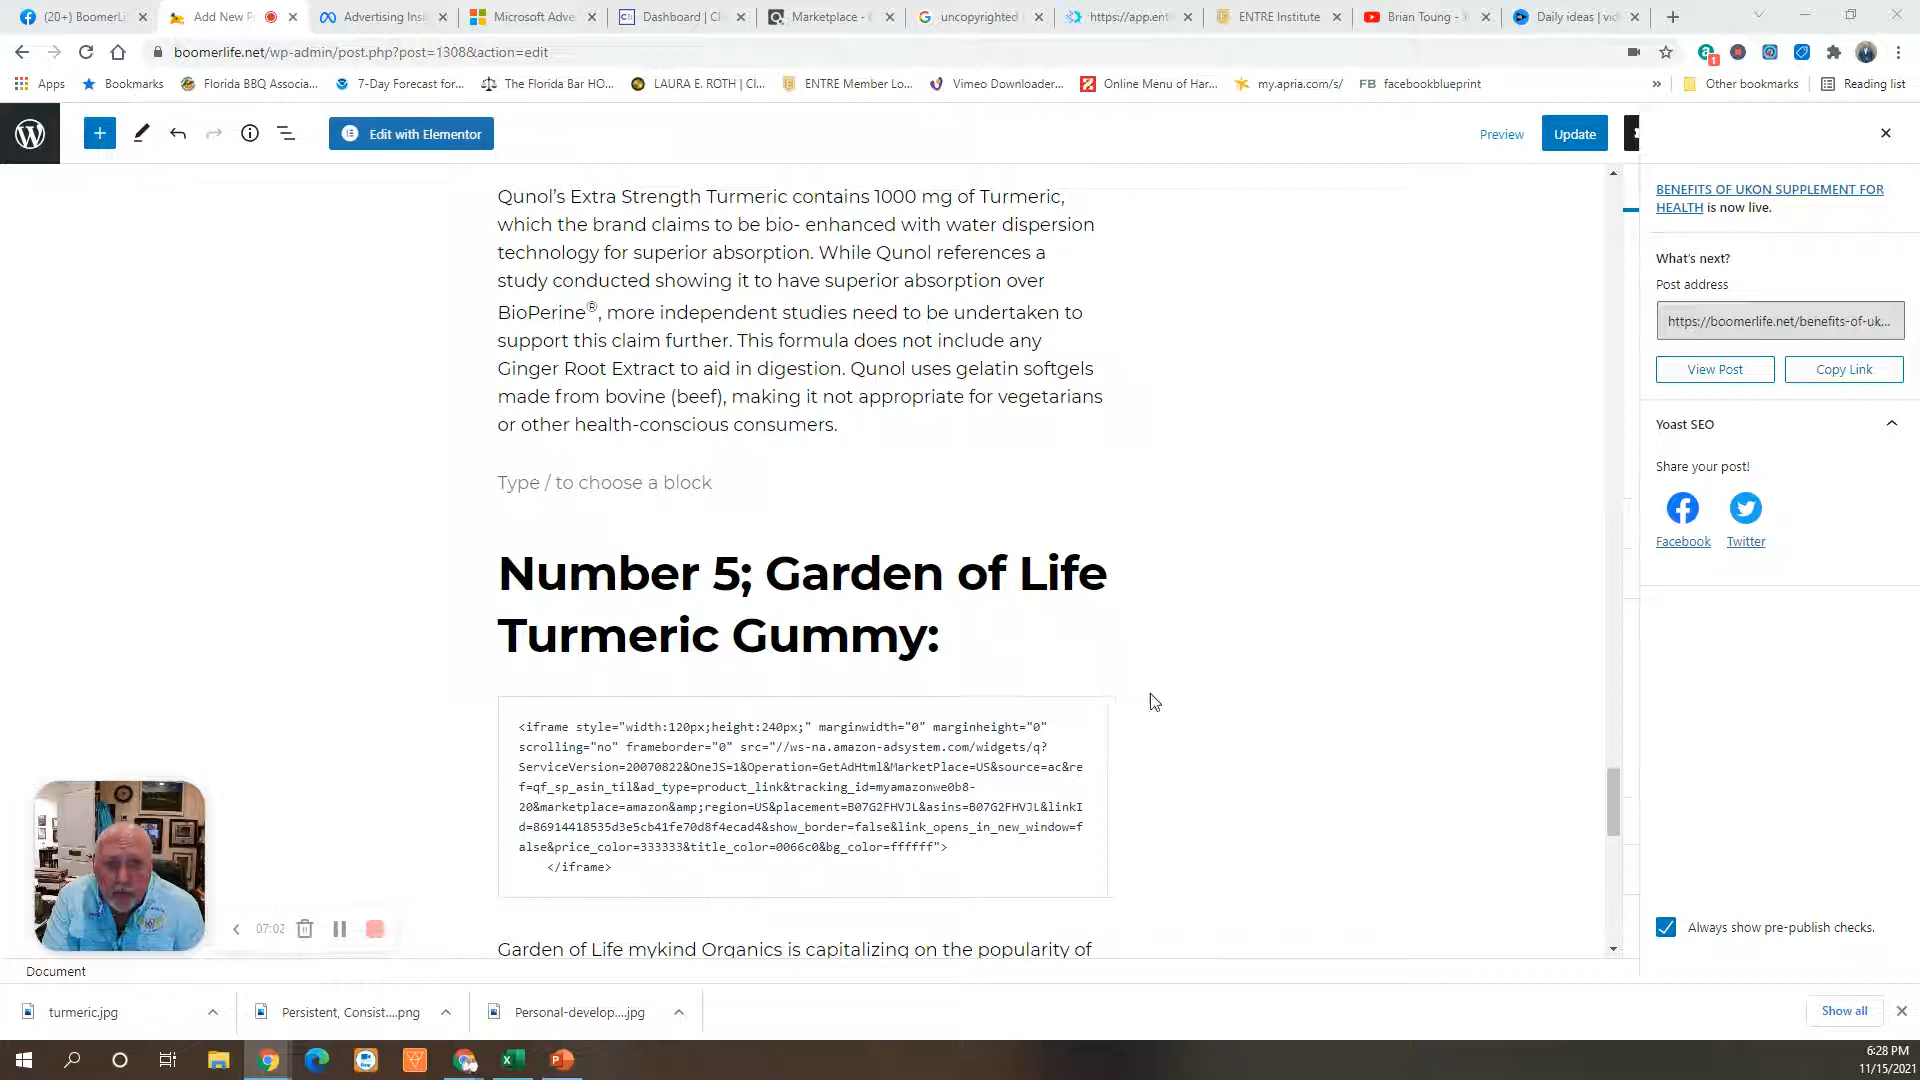 (20+) BoomerLi
Add New P
Advertising Insi
Microsoft Adve
Dashboard | Cl
Marketplace -
uncopyrighted
https://app.ent
ENTRE Institute
Brian Toung -
Daily ideas | vid
boomerlife.net/wp-admin/post.php?post=1308&action=edit
Apps
Bookmarks
Florida BBQ Associa...
7-Day Forecast for...
The Florida Bar HO...
LAURA E. ROTH | Cl...
ENTRE Member Lo...
Vimeo Downloader...
Online Menu of Har...
my.apria.com/s/
FB facebookblueprint
»
Other bookmarks
Reading list
Edit with Elementor
Preview
Update
Qunol’s Extra Strength Turmeric contains 1000 mg of Turmeric,
which the brand claims to be bio- enhanced with water dispersion
technology for superior absorption. While Qunol references a
study conducted showing it to have superior absorption over
BioPerine®, more independent studies need to be undertaken to
support this claim further. This formula does not include any
Ginger Root Extract to aid in digestion. Qunol uses gelatin softgels
made from bovine (beef), making it not appropriate for vegetarians
or other health-conscious consumers.
Type / to choose a block
Number 5; Garden of Life
Turmeric Gummy:
<iframe style="width:120px;height:240px;" marginwidth="0" marginheight="0"
scrolling="no" frameborder="0" src="//ws-na.amazon-adsystem.com/widgets/q?
ServiceVersion=20070822&OneJS=1&Operation=GetAdHtml&MarketPlace=US&source=ac&re
f=qf_sp_asin_til&ad_type=product_link&tracking_id=myamazonwe0b8-
20&marketplace=amazon&amp;region=US&placement=B07G2FHVJL&asins=B07G2FHVJL&linkI
d=86914418535d3e5cb41fe70d8f4ecad4&show_border=false&link_opens_in_new_window=f
alse&price_color=333333&title_color=0066c0&bg_color=ffffff">
</iframe>
Garden of Life mykind Organics is capitalizing on the popularity of
BENEFITS OF UKON SUPPLEMENT FOR
HEALTH is now live.
What’s next?
Post address
https://boomerlife.net/benefits-of-uk...
View Post
Copy Link
Yoast SEO
Share your post!
Facebook
Twitter
Always show pre-publish checks.
07:02
Document
turmeric.jpg
Persistent, Consist....png
Personal-develop....jpg
Show all
6:28 PM
11/15/2021